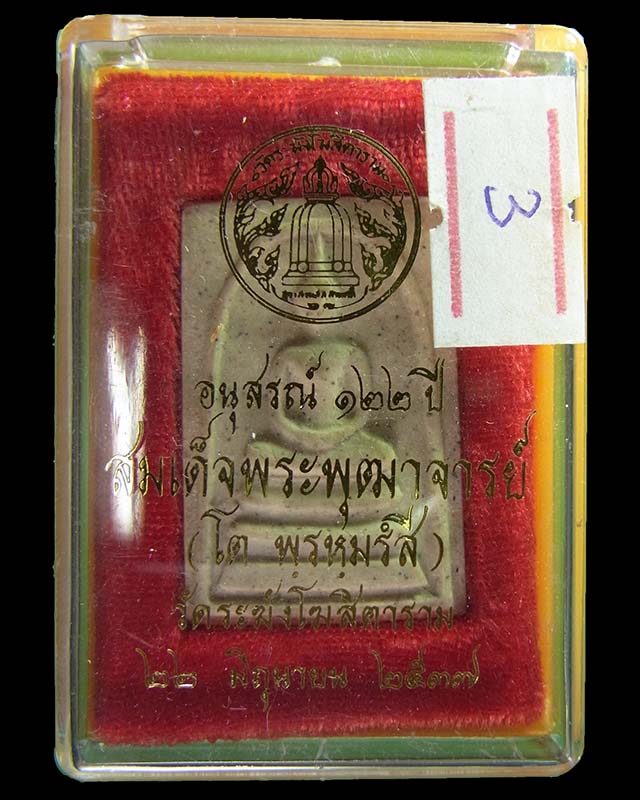 อนุสรณ์ ๑๒๒ ปี
สมเด็จพระพุฒาจารย์
(โต พฺรหฺมรํสี)
วัดระฆังโฆสิตาราม
๒๒ มิถุนายน ๒๕๓๗